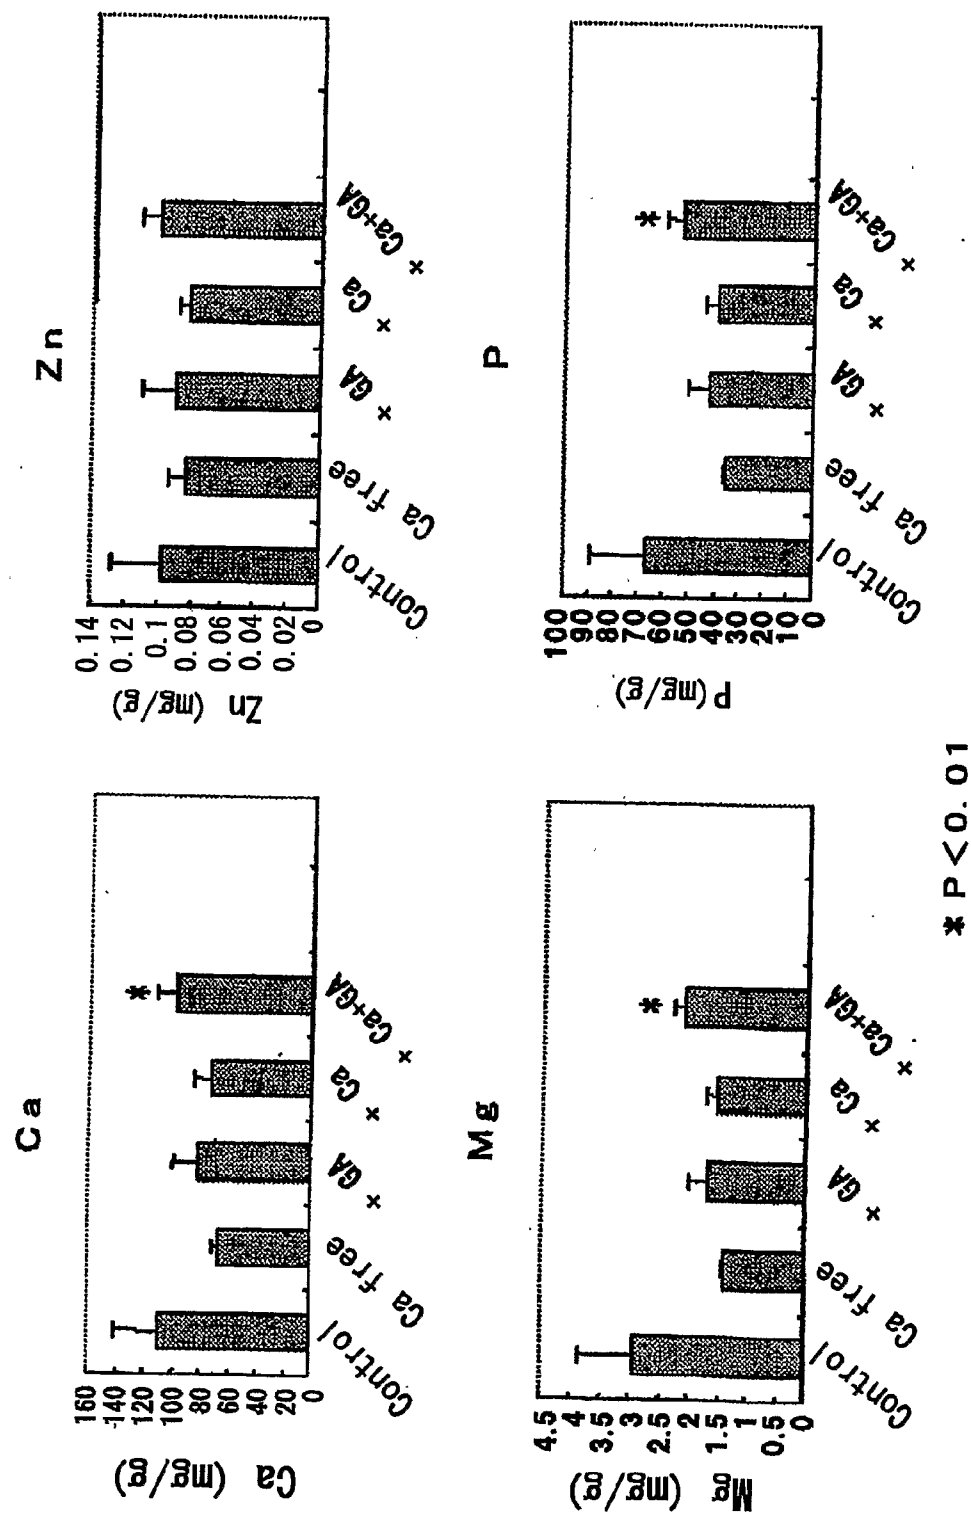 Ca
Ca (mg/g)
160
140
120
100
80
60
40
20
0
Control
Ca free
× GA
× Ca
× Ca+GA
*
Zn
Zn (mg/g)
0.14
0.12
0.1
0.08
0.06
0.04
0.02
0
Control
Ca free
× GA
× Ca
× Ca+GA
Mg
Mg (mg/g)
4.5
4
3.5
3
2.5
2
1.5
1
0.5
0
Control
Ca free
× GA
× Ca
× Ca+GA
*
P
P(mg/g)
100
90
80
70
60
50
40
30
20
10
0
Control
Ca free
× GA
× Ca
× Ca+GA
*
* P<0.01